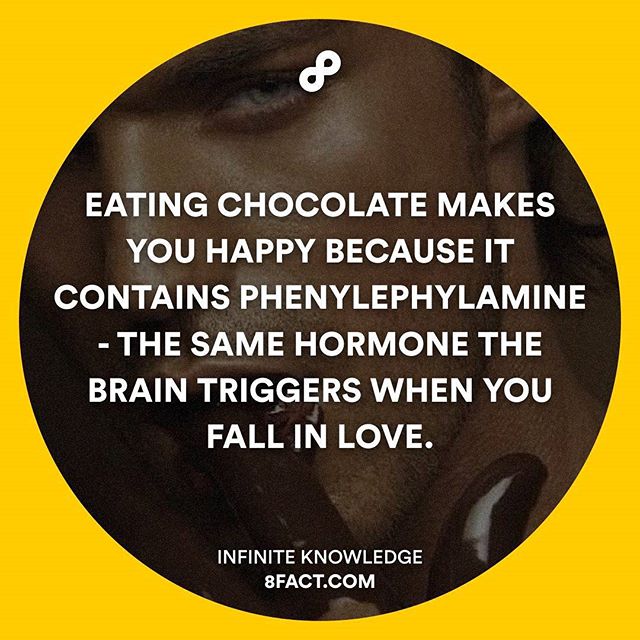 EATING CHOCOLATE MAKES
YOU HAPPY BECAUSE IT
CONTAINS PHENYLEPHYLAMINE
- THE SAME HORMONE THE
BRAIN TRIGGERS WHEN YOU
FALL IN LOVE.
INFINITE KNOWLEDGE
8FACT.COM